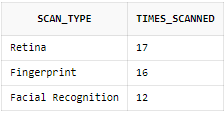 SCAN_TYPE TIMES_SCANNED
Retina 17
Fingerprint 16
Facial Recognition 12